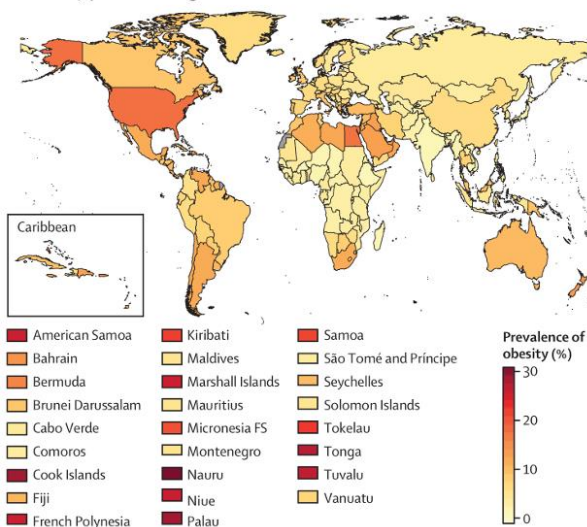 Caribbean
American Samoa
Bahrain
Bermuda
Brunei Darussalam
Cabo Verde
Comoros
Cook Islands
Fiji
French Polynesia
Kiribati
Maldives
Marshall Islands
Mauritius
Micronesia FS
Montenegro
Nauru
Niue
Palau
Samoa
São Tomé and Príncipe
Seychelles
Solomon Islands
Tokelau
Tonga
Tuvalu
Vanuatu
Prevalence of
obesity (%)
30
20
10
0